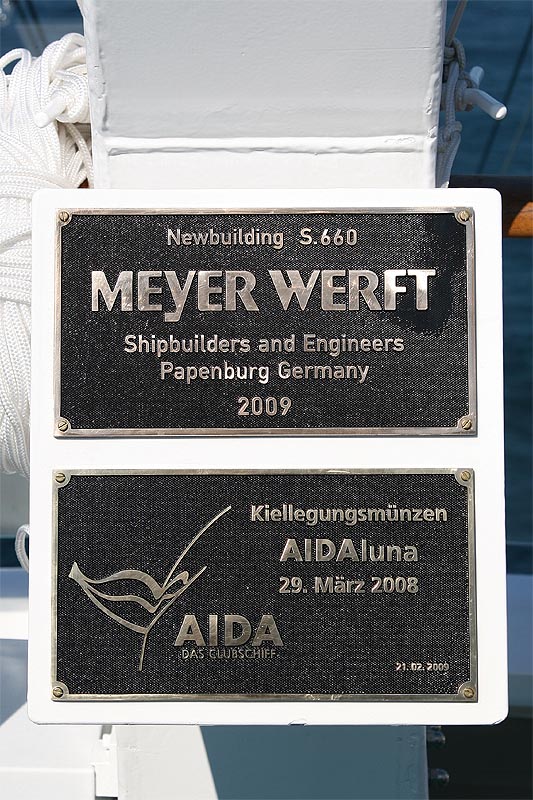 Newbuilding S.660
MEYER WERFT
Shipbuilders and Engineers
Papenburg Germany
2009
Kiellegungsmünzen
AIDAluna
29. März 2008
AIDA
DAS CLUBSCHIFF
21.02.2009